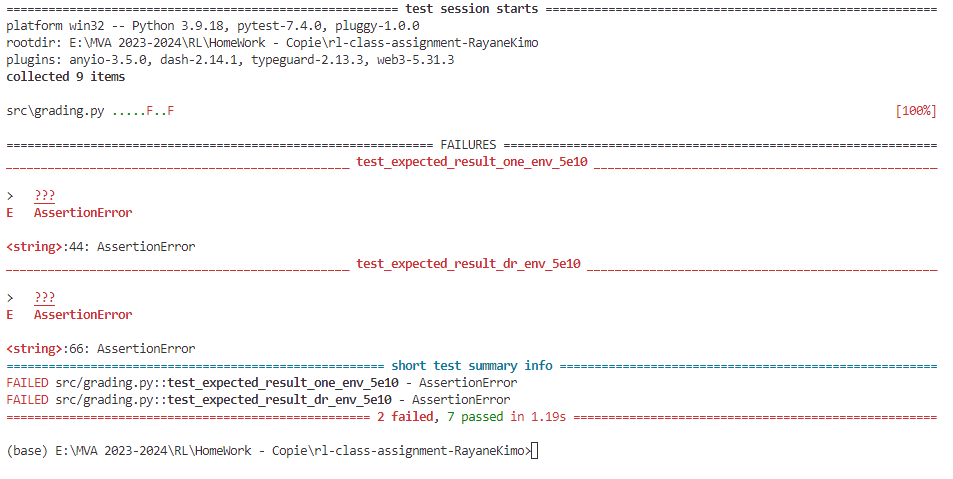 ======================================================== test session starts ========================================================
platform win32 -- Python 3.9.18, pytest-7.4.0, pluggy-1.0.0
rootdir: E:\MVA 2023-2024\RL\HomeWork - Copie\rl-class-assignment-RayaneKimo
plugins: anyio-3.5.0, dash-2.14.1, typeguard-2.13.3, web3-5.31.3
collected 9 items
src\grading.py .....F..F [100%]
============================================================= FAILURES ==============================================================
_________________________________________________ test_expected_result_one_env_5e10 _________________________________________________
> ???
E AssertionError
<string>:44: AssertionError
_________________________________________________ test_expected_result_dr_env_5e10 __________________________________________________
> ???
E AssertionError
<string>:66: AssertionError
====================================================== short test summary info ======================================================
FAILED src/grading.py::test_expected_result_one_env_5e10 - AssertionError
FAILED src/grading.py::test_expected_result_dr_env_5e10 - AssertionError
==================================================== 2 failed, 7 passed in 1.19s ====================================================
(base) E:\MVA 2023-2024\RL\HomeWork - Copie\rl-class-assignment-RayaneKimo>